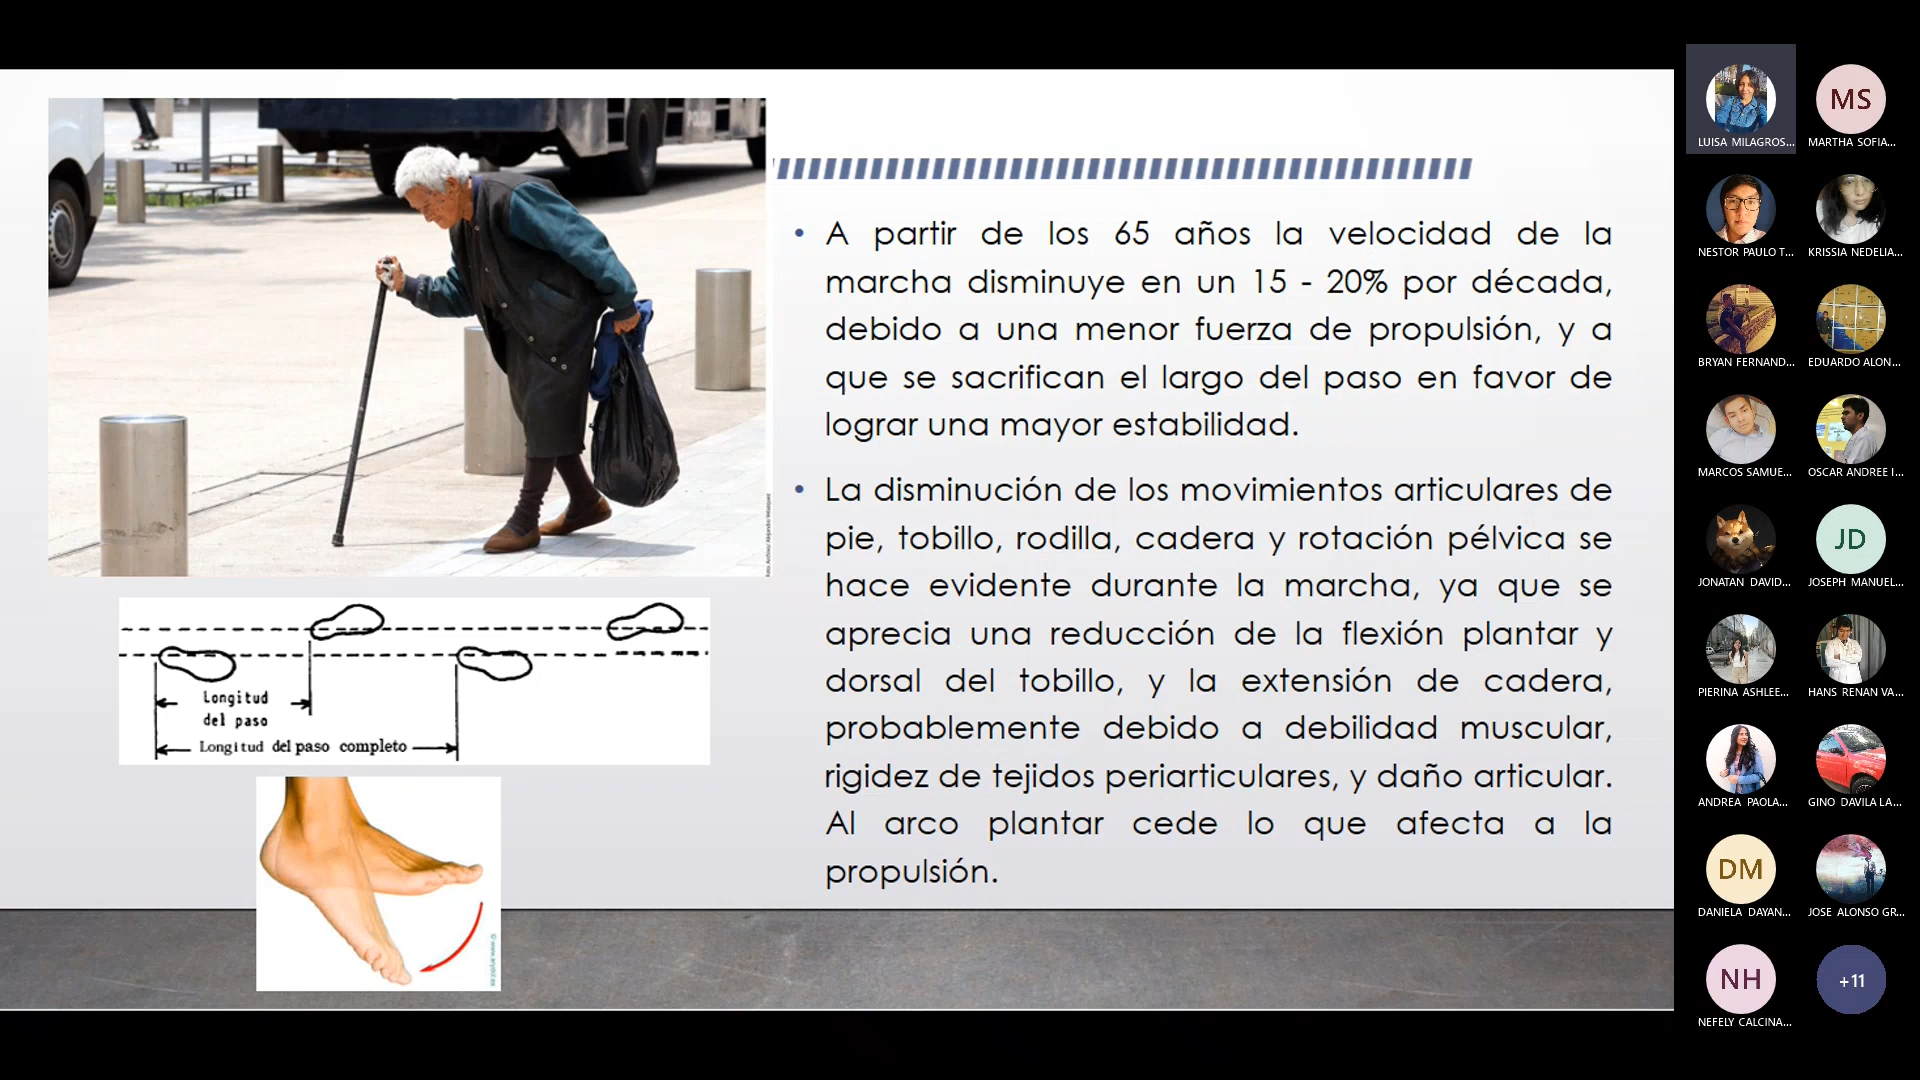 A partir de los 65 años la velocidad de la
marcha disminuye en un 15 - 20% por década,
debido a una menor fuerza de propulsión, y a
que se sacrifican el largo del paso en favor de
lograr una mayor estabilidad.
La disminución de los movimientos articulares de
pie, tobillo, rodilla, cadera y rotación pélvica se
hace evidente durante la marcha, ya que se
aprecia una reducción de la flexión plantar y
dorsal del tobillo, y la extensión de cadera,
probablemente debido a debilidad muscular,
rigidez de tejidos periarticulares, y daño articular.
Al arco plantar cede lo que afecta a la
propulsión.
Longitud
del paso
Longitud del paso completo
LUISA MILAGROS...
MS
MARTHA SOFIA...
NESTOR PAULO T...
KRISSIA NEDELIA...
BRYAN FERNAND...
EDUARDO ALON...
MARCOS SAMUE...
OSCAR ANDREE I...
JONATAN DAVID...
JD
JOSEPH MANUEL...
PIERINA ASHLEE...
HANS RENAN VA...
ANDREA PAOLA...
GINO DAVILA LA...
DM
DANIELA DAYAN...
JOSE ALONSO GR...
NH
NEFELY CALCINA...
+11